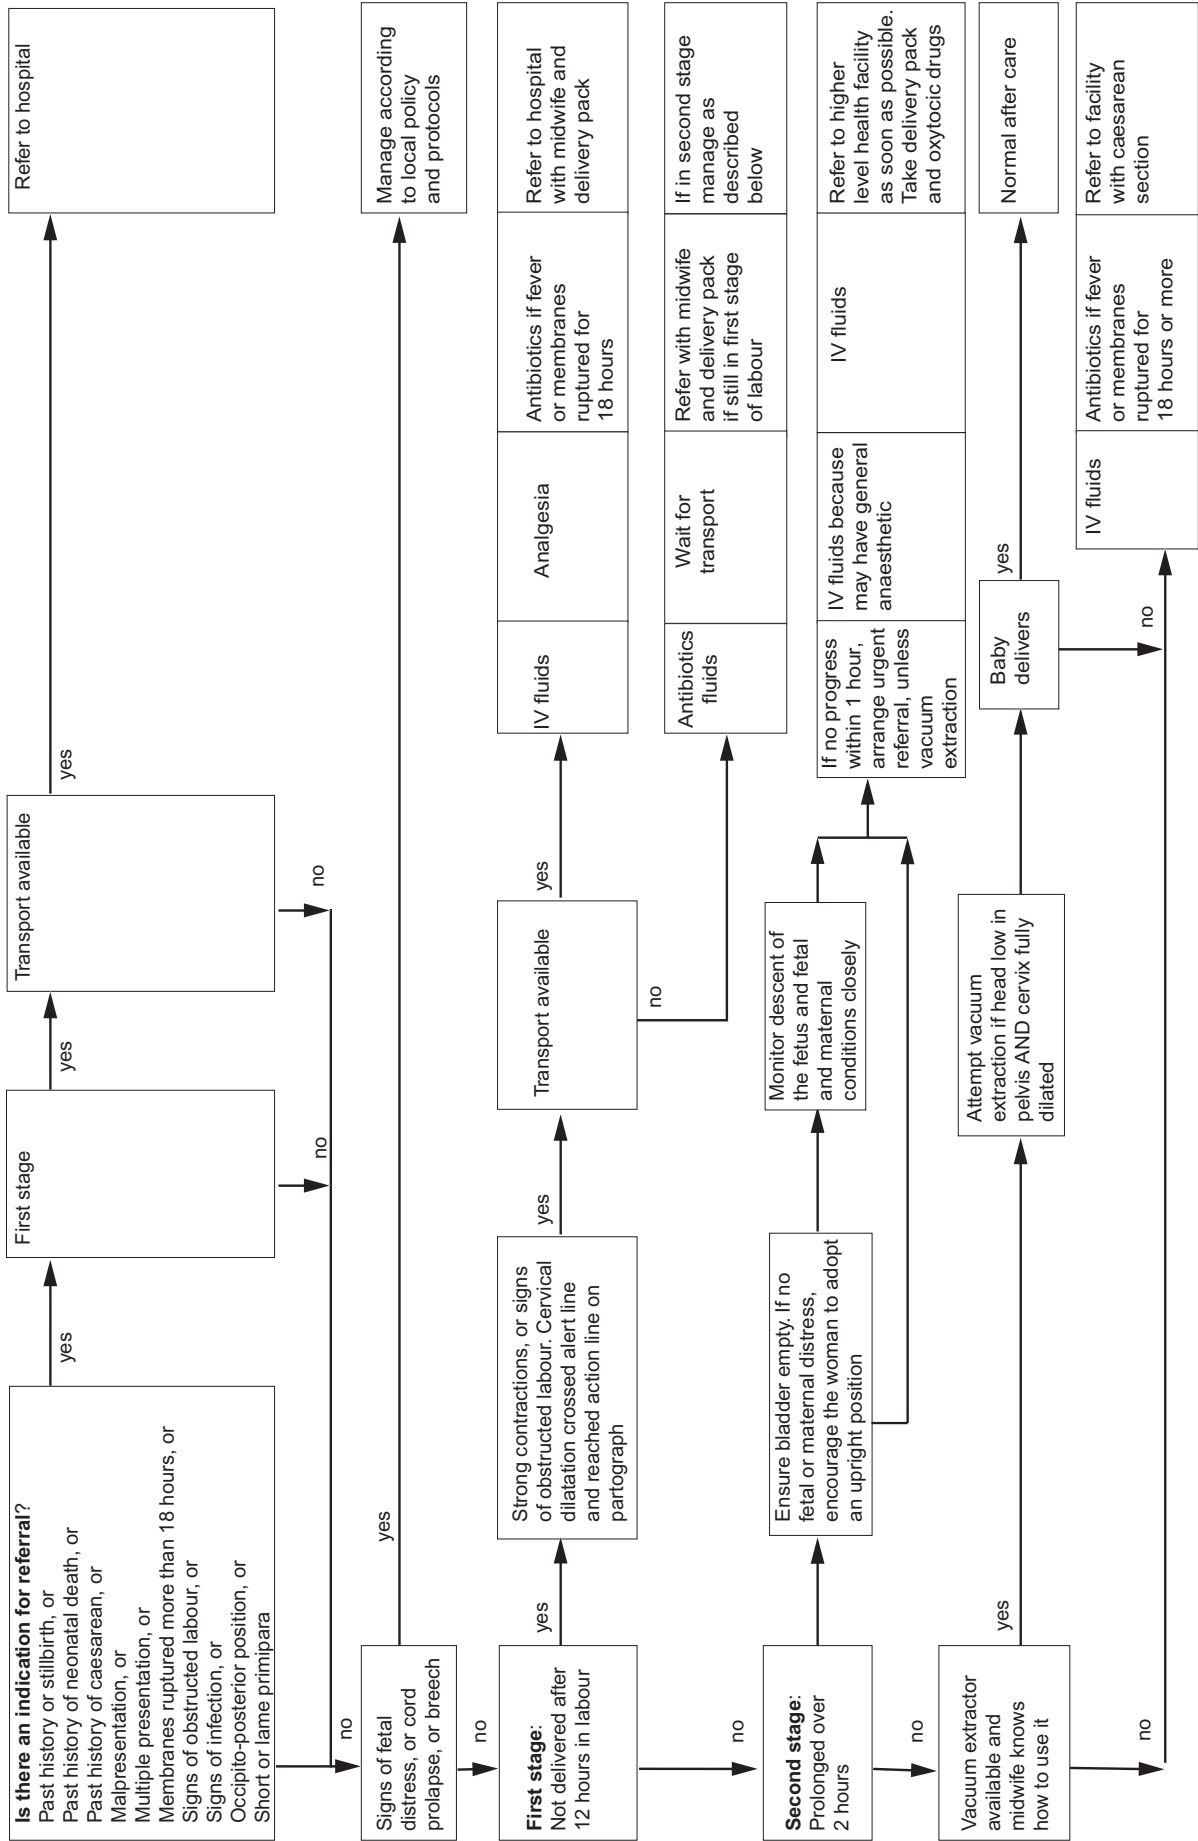 Is there an indication for referral?
Past history or stillbirth, or
Past history of neonatal death, or
Past history of caesarean, or
Malpresentation, or
Multiple presentation, or
Membranes ruptured more than 18 hours, or
Signs of obstructed labour, or
Signs of infection, or
Occipito-posterior position, or
Short or lame primipara
yes
First stage
yes
Transport available
yes
Refer to hospital
no
no
no
Signs of fetal
distress, or cord
prolapse, or breech
yes
Manage according
to local policy
and protocols
no
First stage:
Not delivered after
12 hours in labour
yes
Strong contractions, or signs
of obstructed labour. Cervical
dilatation crossed alert line
and reached action line on
partograph
yes
Transport available
yes
IV fluids
Analgesia
Antibiotics if fever
or membranes
ruptured for
18 hours
Refer to hospital
with midwife and
delivery pack
no
Antibiotics
fluids
Wait for
transport
Refer with midwife
and delivery pack
if still in first stage
of labour
If in second stage
manage as
described
below
no
Second stage:
Prolonged over
2 hours
Ensure bladder empty. If no
fetal or maternal distress,
encourage the woman to adopt
an upright position
Monitor descent of
the fetus and fetal
and maternal
conditions closely
If no progress
within 1 hour,
arrange urgent
referral, unless
vacuum
extraction
IV fluids because
may have general
anaesthetic
IV fluids
Refer to higher
level health facility
as soon as possible.
Take delivery pack
and oxytocic drugs
no
Vacuum extractor
available and
midwife knows
how to use it
yes
Attempt vacuum
extraction if head low in
pelvis AND cervix fully
dilated
Baby
delivers
yes
Normal after care
no
no
IV fluids
Antibiotics if fever
or membranes
ruptured for
18 hours or more
Refer to facility
with caesarean
section